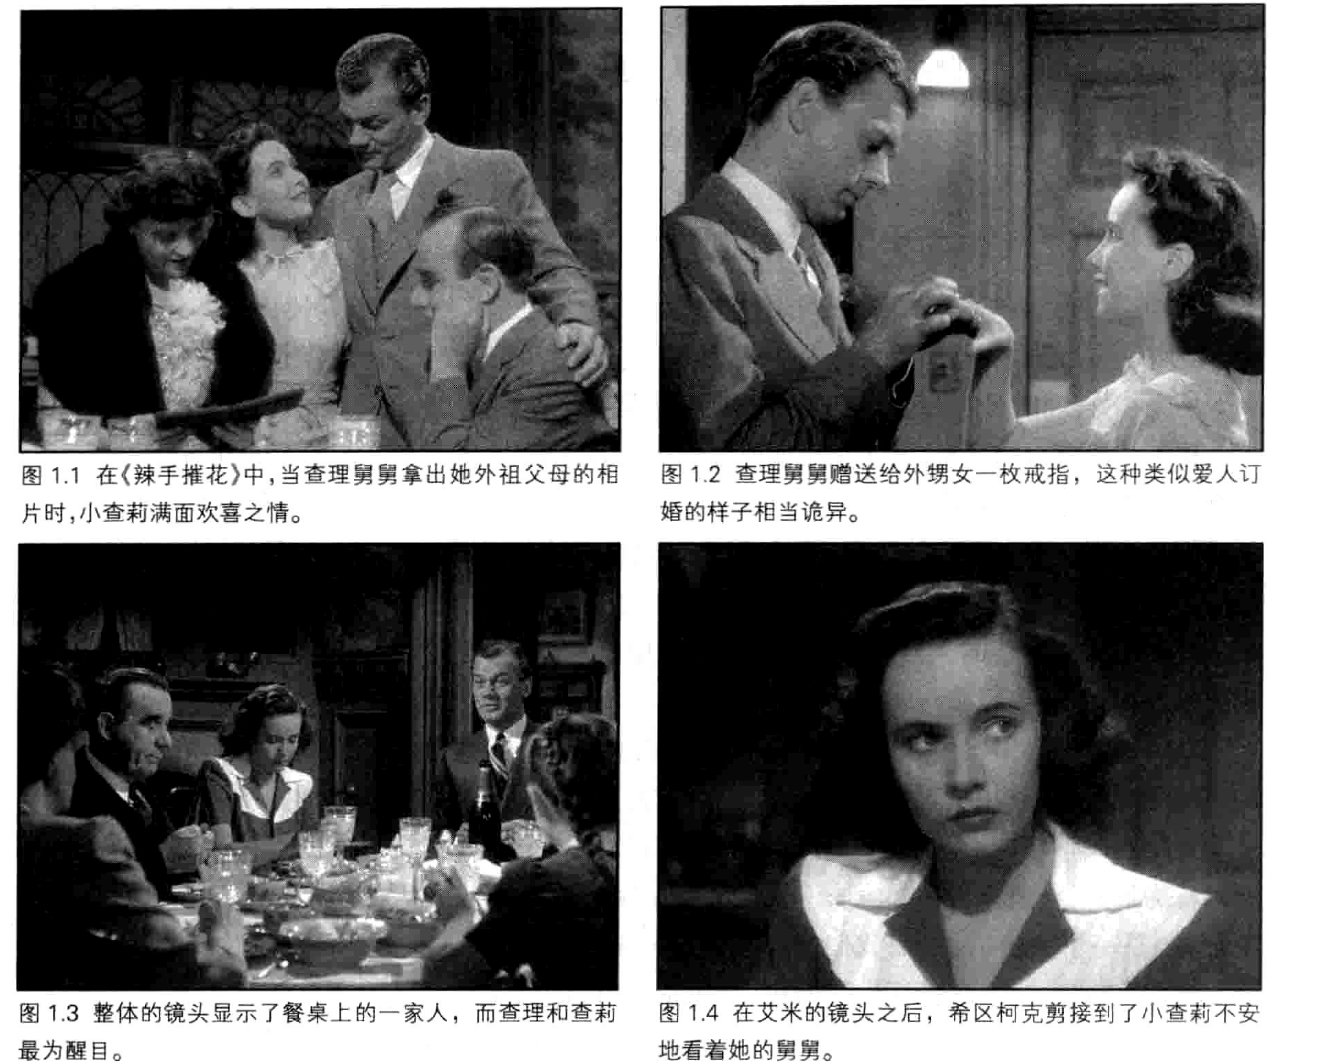 图 1.1 在《辣手摧花》中,当查理舅舅拿出她外祖父母的相
片时,小查莉满面欢喜之情。
图 1.2 查理舅舅赠送给外甥女一枚戒指，这种类似爱人订
婚的样子相当诡异。
图 1.3 整体的镜头显示了餐桌上的一家人，而查理和查莉
最为醒目。
图 1.4 在艾米的镜头之后，希区柯克剪接到了小查莉不安
地看着她的舅舅。